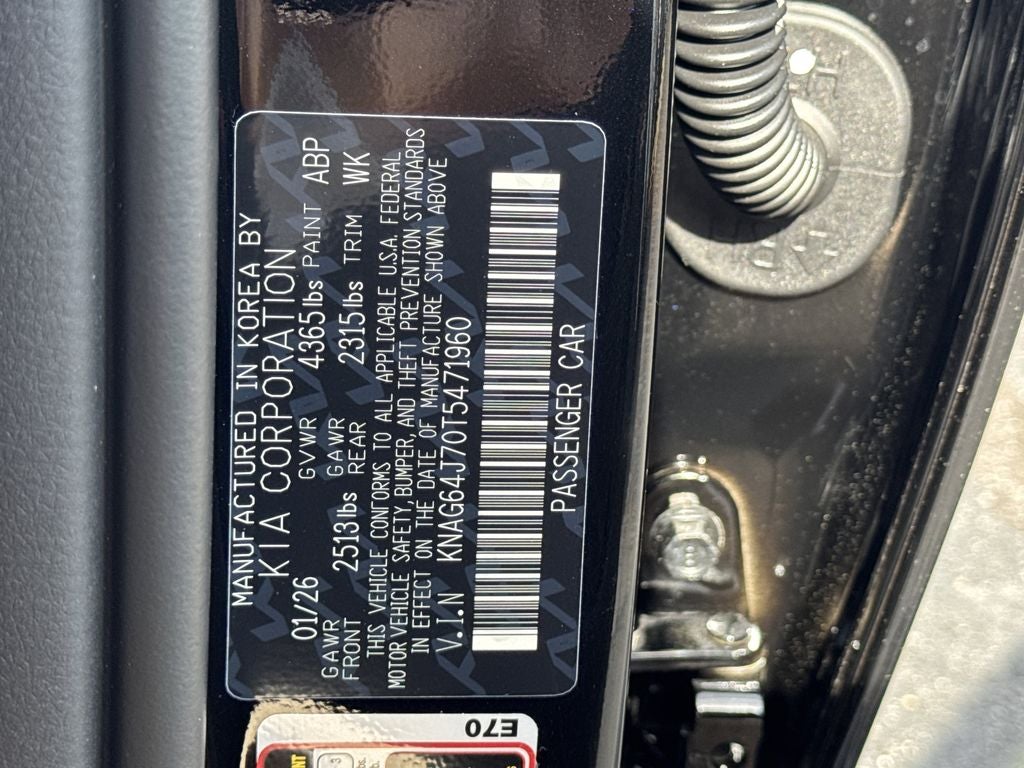 MANUFACTURED IN KOREA BY
KIA CORPORATION
01/26 GVWR 4365lbs PAINT ABP
GAWR FRONT 2513lbs GAWR REAR 2315lbs TRIM WK
THIS VEHICLE CONFORMS TO ALL APPLICABLE U.S.A. FEDERAL
MOTOR VEHICLE SAFETY, BUMPER, AND THEFT PREVENTION STANDARDS
IN EFFECT ON THE DATE OF MANUFACTURE SHOWN ABOVE
V.I.N KNAG64J70T5471960
PASSENGER CAR
E70